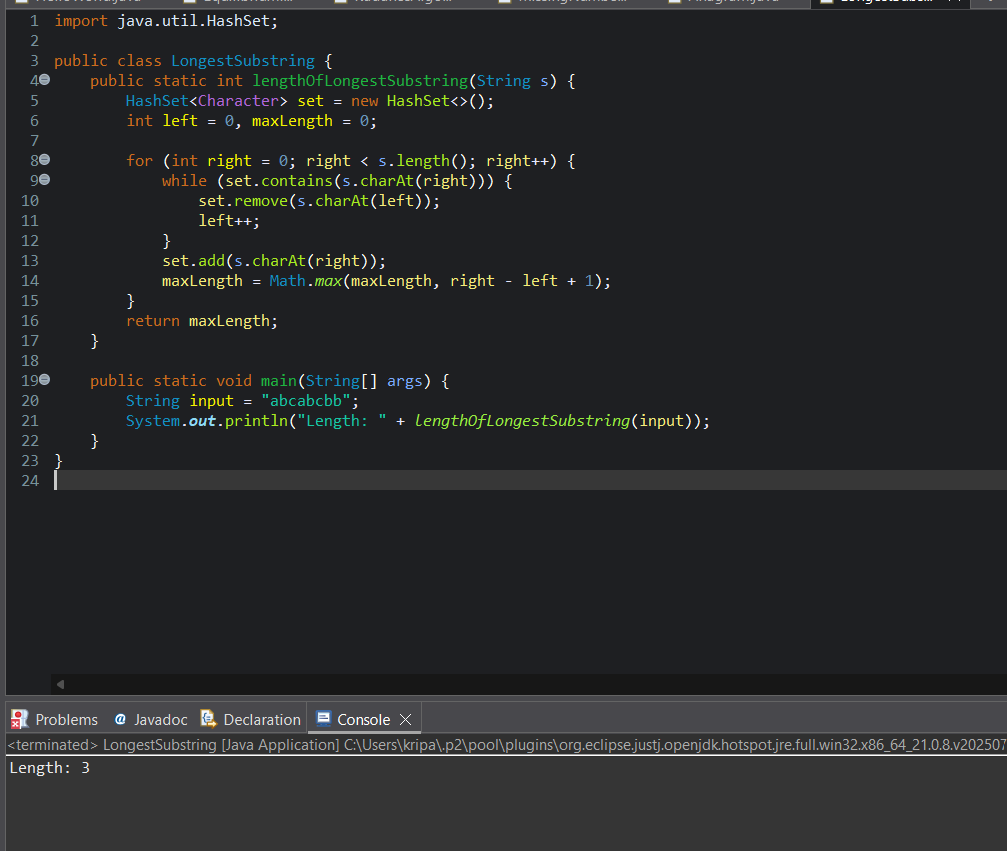 1 import java.util.HashSet;
2
3 public class LongestSubstring {
4 public static int lengthOfLongestSubstring(String s) {
5 HashSet<Character> set = new HashSet<>();
6 int left = 0, maxLength = 0;
7
8 for (int right = 0; right < s.length(); right++) {
9 while (set.contains(s.charAt(right))) {
10 set.remove(s.charAt(left));
11 left++;
12 }
13 set.add(s.charAt(right));
14 maxLength = Math.max(maxLength, right - left + 1);
15 }
16 return maxLength;
17 }
18
19 public static void main(String[] args) {
20 String input = "abcabcbb";
21 System.out.println("Length: " + lengthOfLongestSubstring(input));
22 }
23 }
24
Problems @ Javadoc Declaration Console
<terminated> LongestSubstring [Java Application] C:\Users\kripa\.p2\pool\plugins\org.eclipse.justj.openjdk.hotspot.jre.full.win32.x86_64_21.0.8.v202507
Length: 3